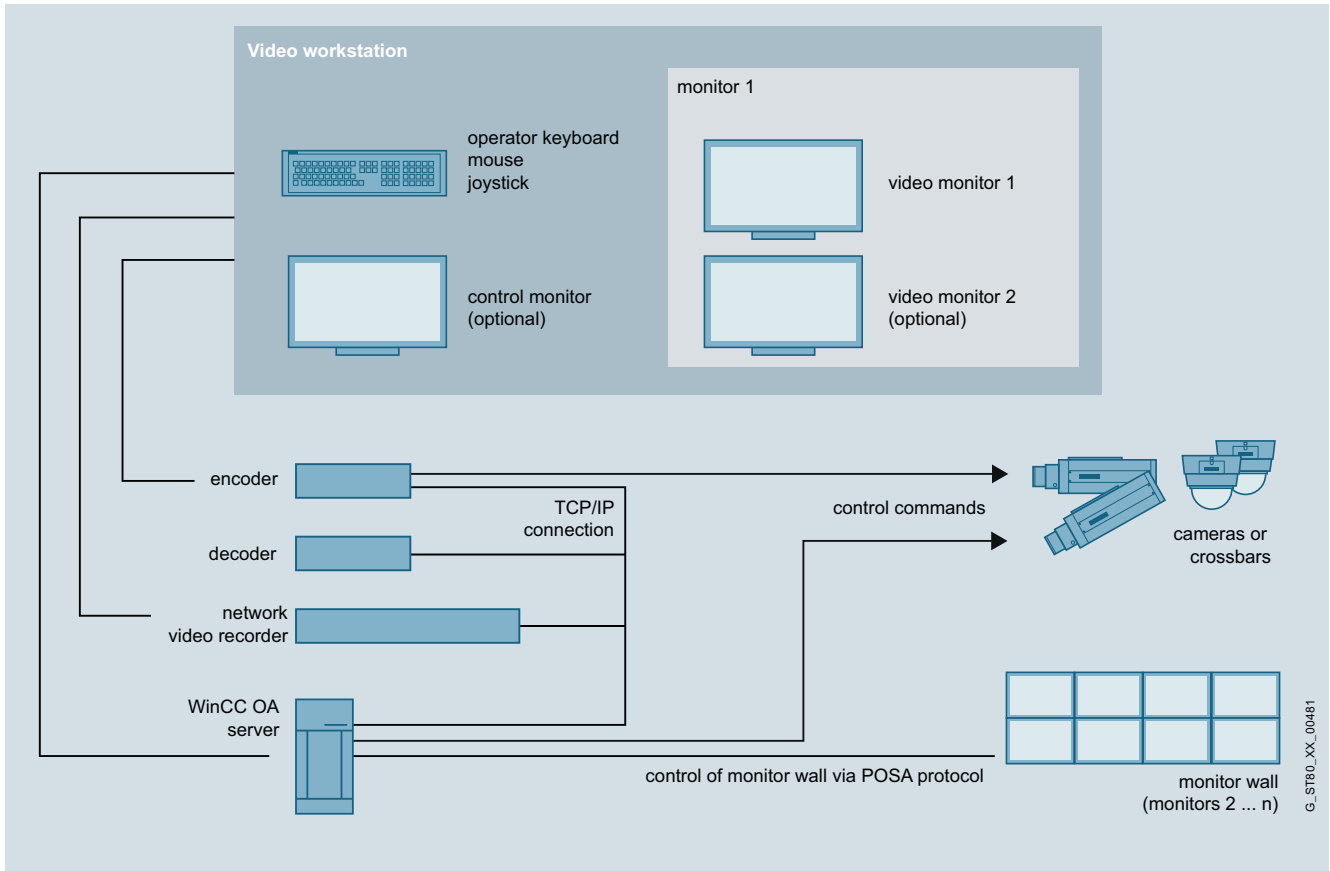 Video workstation
monitor 1
operator keyboard
mouse
joystick
video monitor 1
control monitor
(optional)
video monitor 2
(optional)
encoder
TCP/IP
connection
control commands
decoder
cameras or
crossbars
network
video recorder
WinCC OA
server
control of monitor wall via POSA protocol
monitor wall
(monitors 2 ... n)
G_ST80_XX_00481